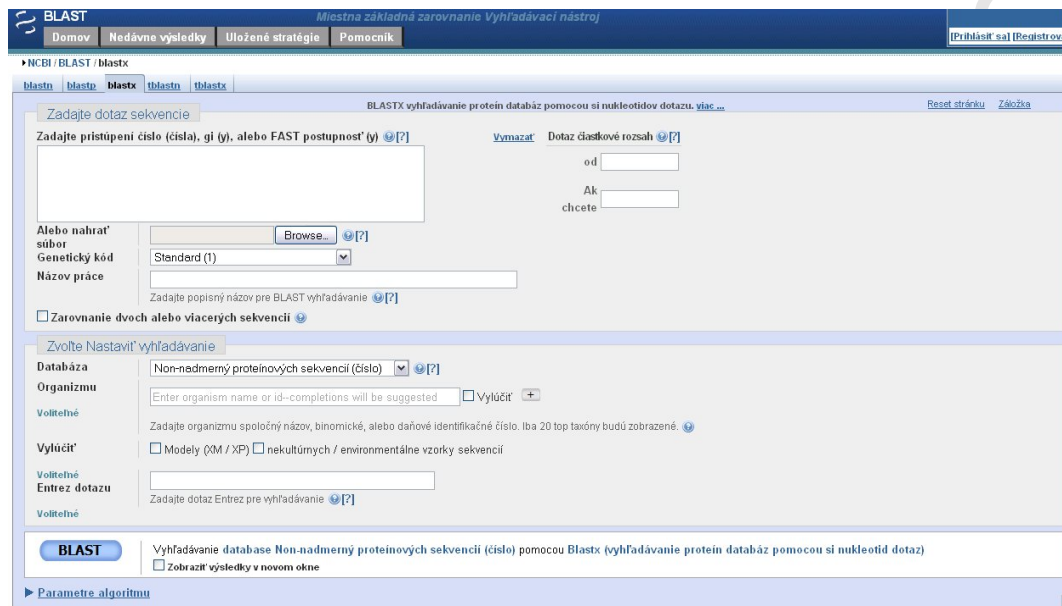 BLAST
Miestna základná zarovnanie Vyhľadávací nástroj
Domov Nedávne výsledky Uložené stratégie Pomocník
[Prihlásiť sa] [Registrova
NCBI / BLAST / blastx
blastn blastp blastx tblastn tblastx
BLASTX vyhľadávanie proteín databáz pomocou si nukleotidov dotazu. viac ...
Reset stránku Záložka
Zadajte dotaz sekvencie
Zadajte pristúpení číslo (čísla), gi (y), alebo FAST postupnosť (y) [?]
Vymazať Dotaz čiastkové rozsah [?]
od
Ak
chcete
Alebo nahrať
súbor
Browse... [?]
Genetický kód Standard (1)
Názov práce
Zadajte popisný názov pre BLAST vyhľadávanie [?]
Zarovnanie dvoch alebo viacerých sekvencií
Zvoľte Nastaviť vyhľadávanie
Databáza Non-nadmerný proteínových sekvencií (číslo) [?]
Organizmu
Voliteľné
Enter organism name or id--completions will be suggested Vylúčiť +
Zadajte organizmu spoločný názov, binomické, alebo daňové identifikačné číslo. Iba 20 top taxóny budú zobrazené.
Vylúčiť Modely (XM / XP) nekultúrnych / environmentálne vzorky sekvencií
Voliteľné
Entrez dotazu
Zadajte dotaz Entrez pre vyhľadávanie [?]
Voliteľné
BLAST
Vyhľadávanie database Non-nadmerný proteínových sekvencií (číslo) pomocou Blastx (vyhľadávanie proteín databáz pomocou si nukleotid dotaz)
Zobraziť výsledky v novom okne
Parametre algoritmu